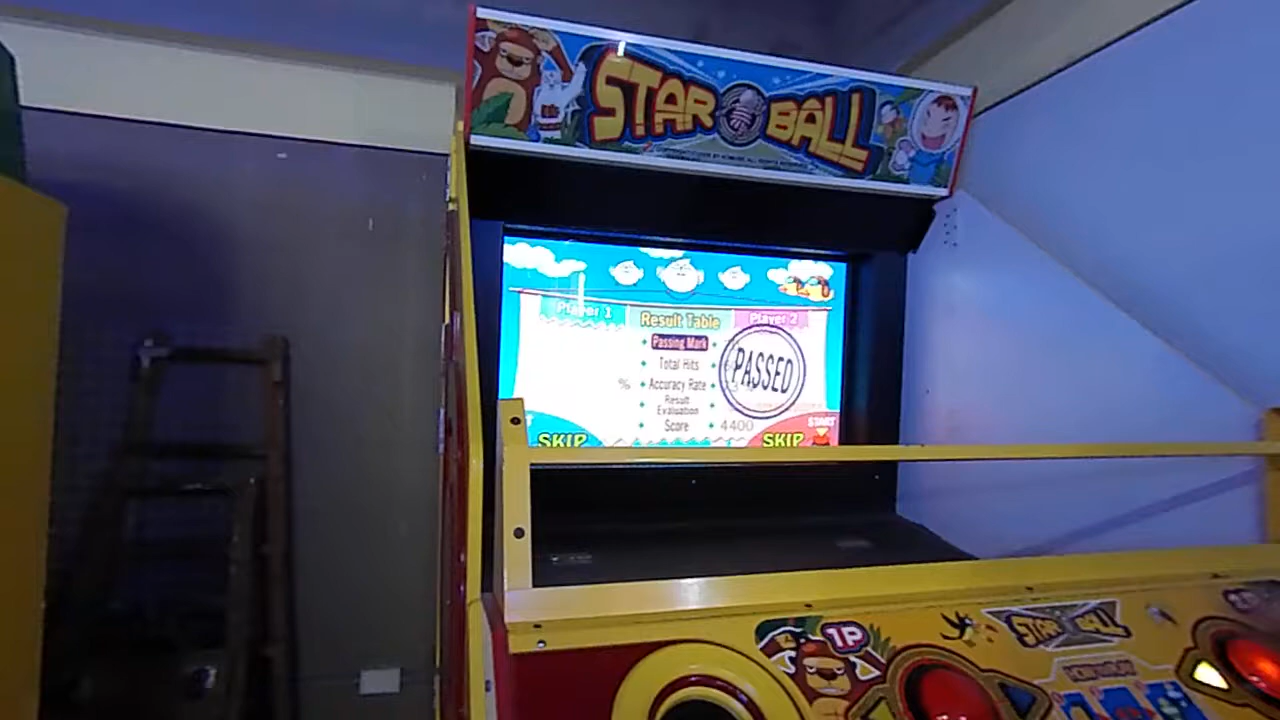 STAR BALL
Player 1
Result Table
Player 2
Passing Mark
Total Hits
PASSED
% Accuracy Rate
Result
Evaluation
Score 4400
SKIP
SKIP
START
1P
STAR BALL